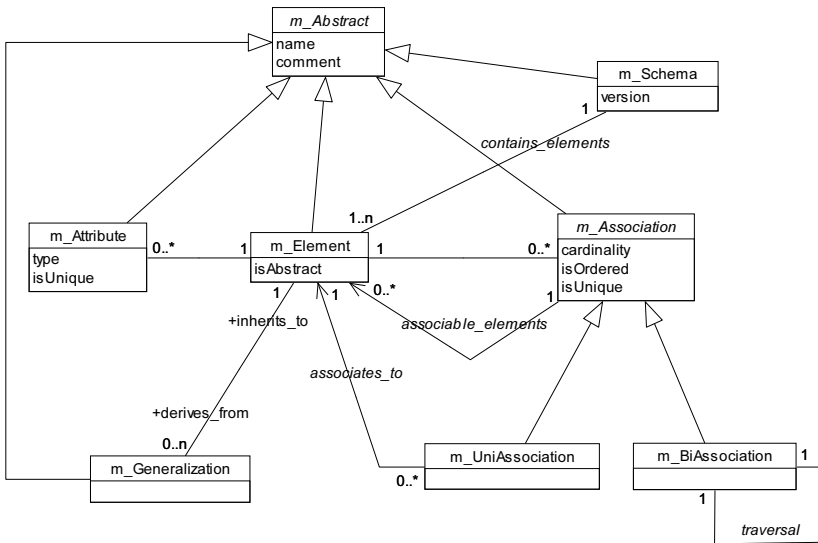 m_Abstract
name
comment
m_Schema
version
1
contains_elements
1..n
m_Attribute
type
isUnique
0..*
1
m_Element
isAbstract
1
0..*
m_Association
cardinality
isOrdered
isUnique
1
1
0..*
1
+inherits_to
associable_elements
associates_to
+derives_from
0..n
m_Generalization
0..*
m_UniAssociation
m_BiAssociation
1
1
traversal